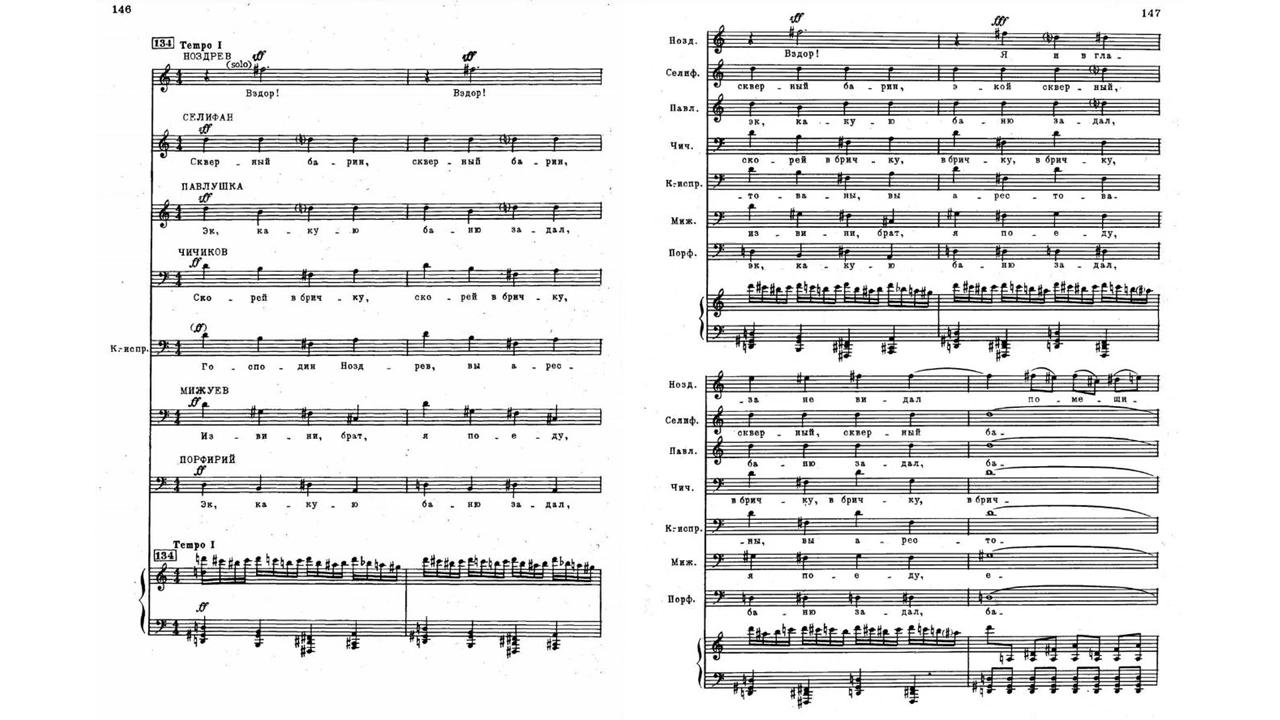 146
134 Tempo I
НОЗДРЕВ
(solo) ff ff
Вздор! Вздор!
СЕЛИФАН
ff
Сквер - ный ба - рин, сквер - ный ба - рин,
ПАВЛУШКА
ff
Эк, ка - ку - ю ба - ню за - дал,
ЧИЧИКОВ
ff
Ско - рей в брич - ку, ско - рей в брич - ку,
(ff)
К.-испр.
Го - спо - дин Нозд - рев, вы а - рес -
МИЖУЕВ
ff
Из - ви - ни, брат, я по - е - ду,
ПОРФИРИЙ
ff
Эк, ка - ку - ю ба - ню за - дал,
Tempo I
134
ff
147
ff fff
Нозд.
Вздор! Я и в гла -
Селиф.
сквер - ный ба - рин, э - кой сквер - ный,
Павл.
эк, ка - ку - ю ба - ню за - дал,
Чич.
ско - рей в брич - ку, в брич - ку, в брич - ку,
К-испр.
- то - ва - ны, вы а - рес - то - ва -
Миж.
из - ви - ни, брат, я по - е - ду,
Порф.
эк, ка - ку - ю ба - ню за - дал,
Нозд.
- за не ви - дал по - ме - щи -
Селиф.
сквер - ный, сквер - ный ба -
Павл.
ба - ню за - дал, ба -
Чич.
в брич - ку, в брич - ку, в брич -
К-испр.
- ны, вы а - рес - то -
Миж.
я по - е - ду, е -
Порф.
ба - ню за - дал, ба -